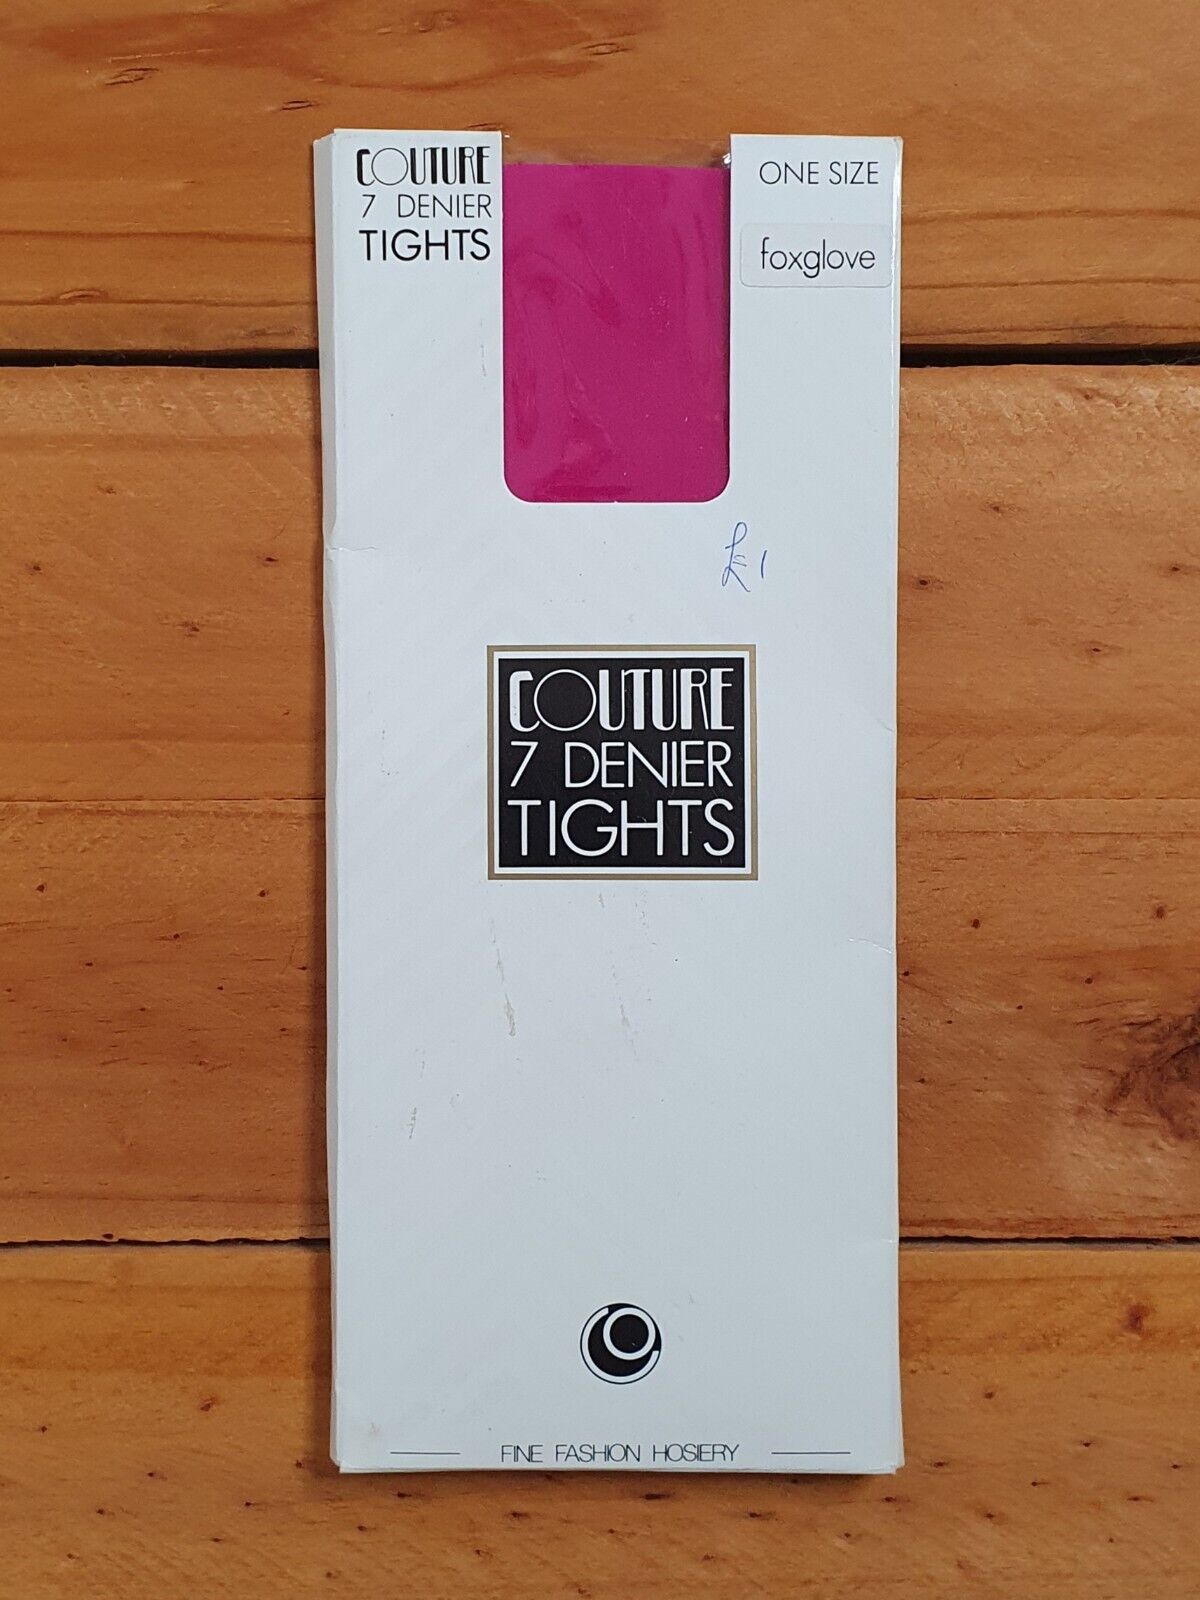 COUTURE
7 DENIER
TIGHTS
ONE SIZE
foxglove
£1
COUTURE
7 DENIER
TIGHTS
FINE FASHION HOSIERY